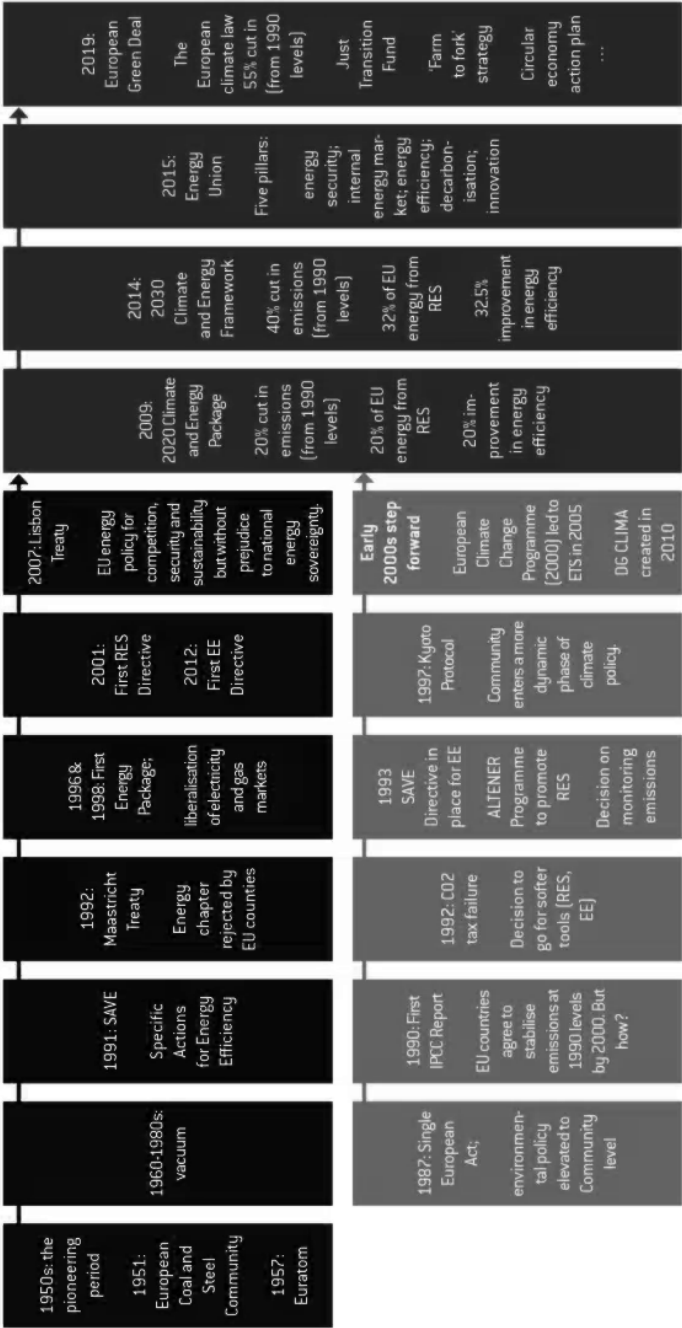 1950s: the
pioneering
period
1951:
European
Coal and
Steel
Community
1957:
Euratom
1960-1980s:
vacuum
1991: SAVE
Specific
Actions
for Energy
Efficiency
1992:
Maastricht
Treaty
Energy
chapter
rejected by
EU counties
1996 &
1998: First
Energy
Package;
liberalisation
of electricity
and gas
markets
2001:
First RES
Directive
2012:
First EE
Directive
2007: Lisbon
Treaty
EU energy
policy for
competition,
security and
sustainability
but without
prejudice
to national
energy
sovereignty.
1987: Single
European
Act;
environmen-
tal policy
elevated to
Community
level
1990: First
IPCC Report
EU countries
agree to
stabilise
emissions at
1990 levels
by 2000. But
how?
1992: CO2
tax failure
Decision to
go for softer
tools (RES,
EE)
1993
SAVE
Directive in
place for EE
ALTENER
Programme
to promote
RES
Decision on
monitoring
emissions
1997: Kyoto
Protocol
Community
enters a more
dynamic
phase of
climate
policy.
Early
2000s step
forward
European
Climate
Change
Programme
(2000) led to
ETS in 2005
DG CLIMA
created in
2010
2009:
2020 Climate
and Energy
Package
20% cut in
emissions
(from 1990
levels)
20% of EU
energy from
RES
20% im-
provement
in energy
efficiency
2014:
2030
Climate
and Energy
Framework
40% cut in
emissions
(from 1990
levels)
32% of EU
energy from
RES
32.5%
improvement
in energy
efficiency
2015:
Energy
Union
Five pillars:
energy
security;
internal
energy mar-
ket; energy
efficiency;
decarbon-
isation;
innovation
2019:
European
Green Deal
The
European
climate law
55% cut in
(from 1990
levels)
Just
Transition
Fund
'Farm
to fork'
strategy
Circular
economy
action plan
...